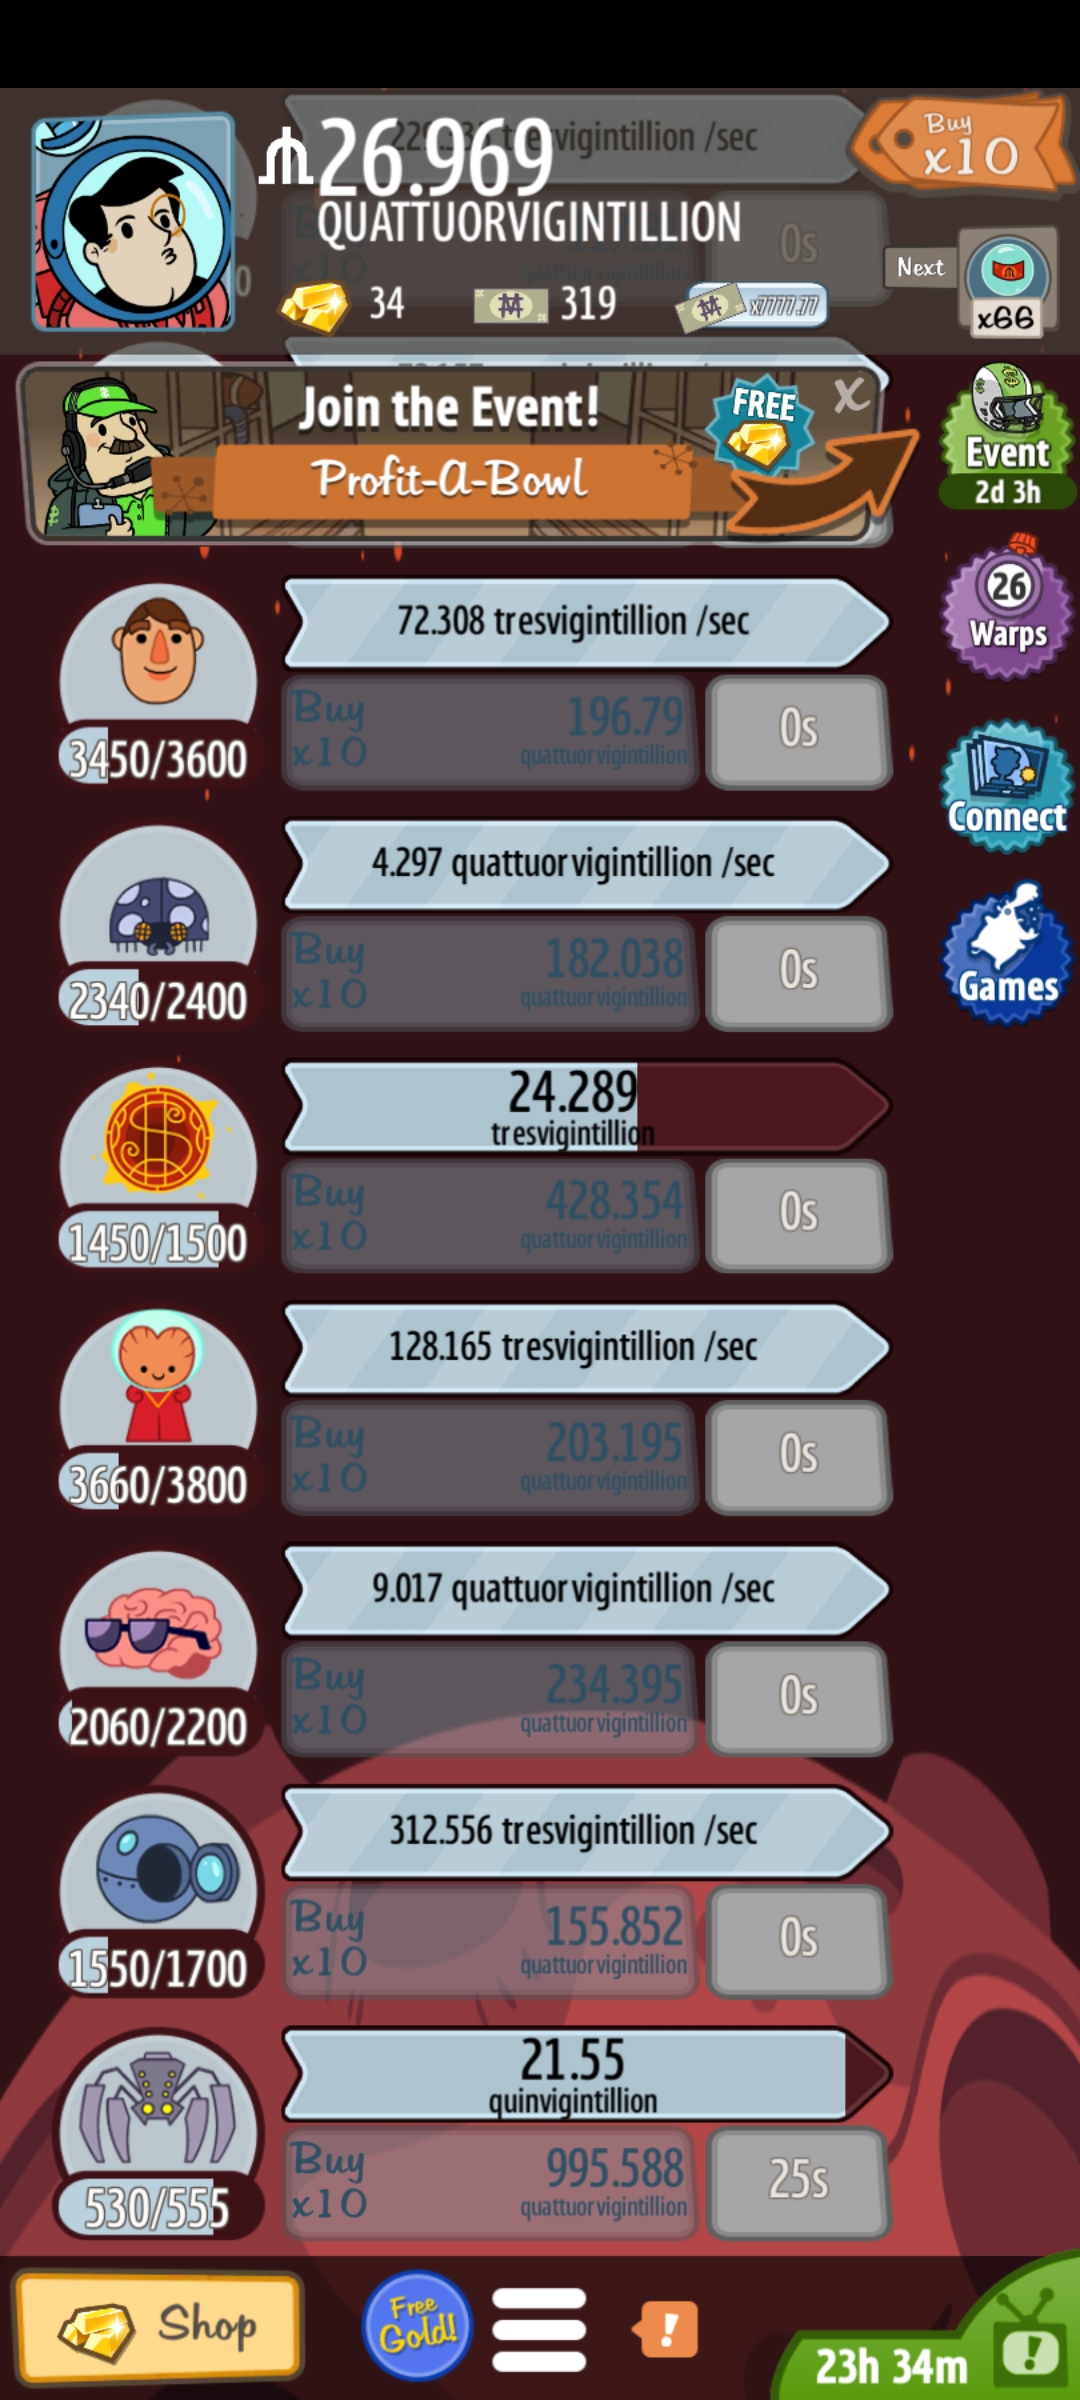 26.969
QUATTUORVIGINTILLION
Buy
x10
34
319
x7777.77
Next
x66
0s
Join the Event!
Profit-A-Bowl
FREE
X
Event
2d 3h
72.308 tresvigintillion /sec
26
Warps
Buy
x10
196.79
quattuorvigintillion
0s
3450/3600
Connect
4.297 quattuorvigintillion /sec
Buy
x10
182.038
quattuorvigintillion
0s
2340/2400
Games
24.289
tresvigintillion
Buy
x10
428.354
quattuorvigintillion
0s
1450/1500
128.165 tresvigintillion /sec
Buy
x10
203.195
quattuorvigintillion
0s
3660/3800
9.017 quattuorvigintillion /sec
Buy
x10
234.395
quattuorvigintillion
0s
2060/2200
312.556 tresvigintillion /sec
Buy
x10
155.852
quattuorvigintillion
0s
1550/1700
21.55
quinvigintillion
Buy
x10
995.588
quattuorvigintillion
25s
530/555
Shop
Free
Gold!
!
23h 34m
!